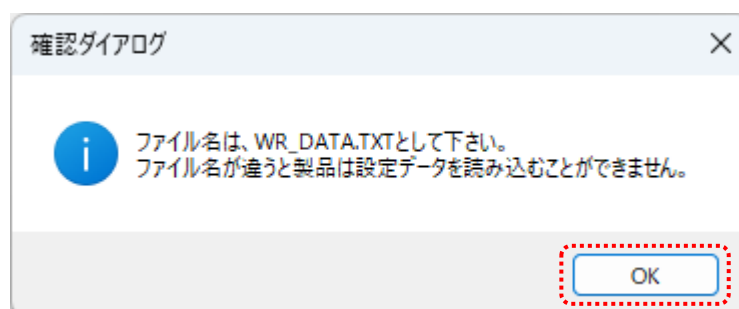 確認ダイアログ
ファイル名は、WR_DATA.TXTとして下さい。
ファイル名が違うと製品は設定データを読み込むことができません。
OK